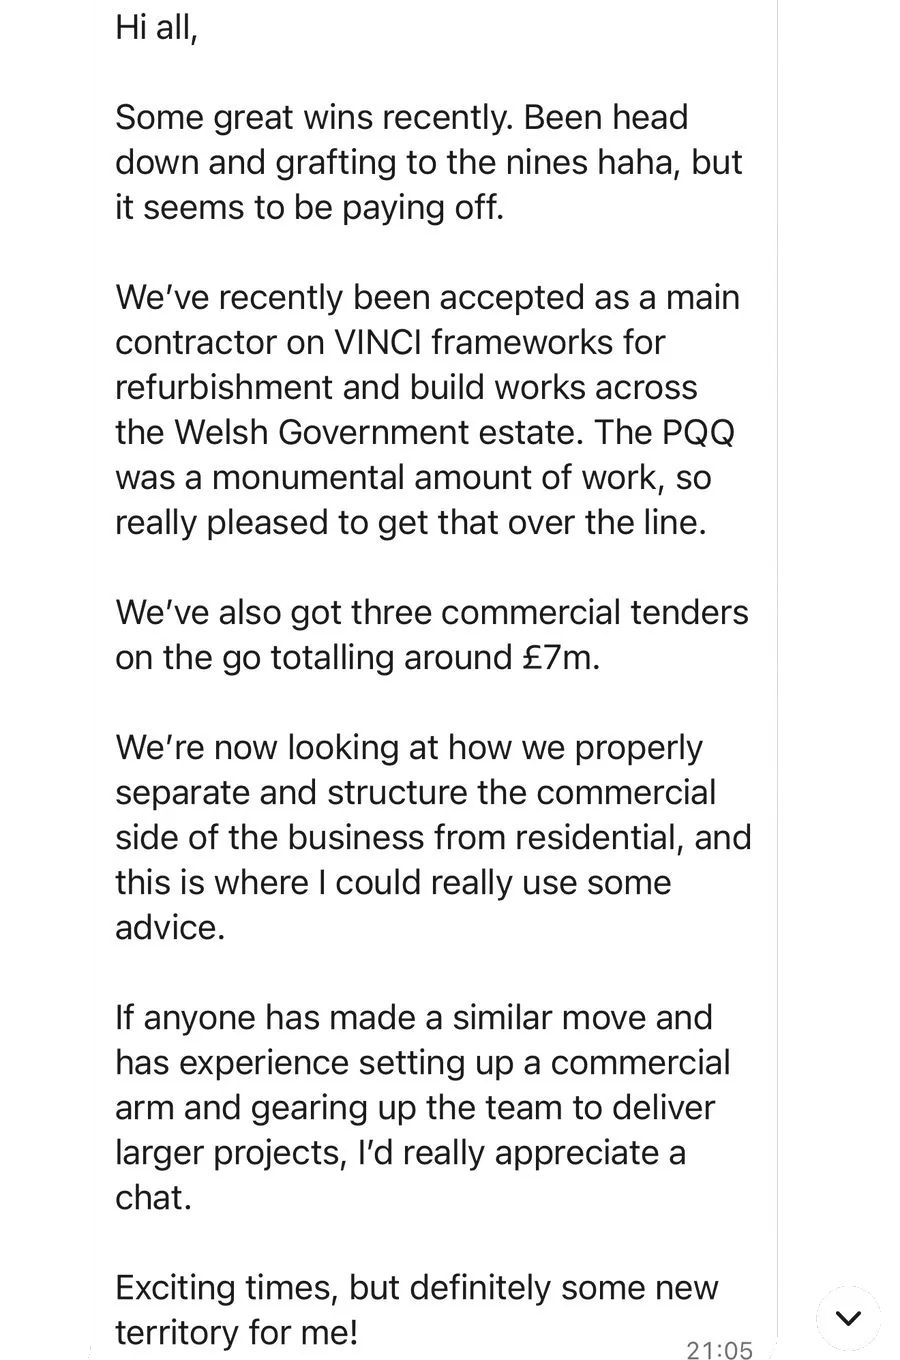 Hi all,
Some great wins recently. Been head
down and grafting to the nines haha, but
it seems to be paying off.
We’ve recently been accepted as a main
contractor on VINCI frameworks for
refurbishment and build works across
the Welsh Government estate. The PQQ
was a monumental amount of work, so
really pleased to get that over the line.
We’ve also got three commercial tenders
on the go totalling around £7m.
We’re now looking at how we properly
separate and structure the commercial
side of the business from residential, and
this is where I could really use some
advice.
If anyone has made a similar move and
has experience setting up a commercial
arm and gearing up the team to deliver
larger projects, I’d really appreciate a
chat.
Exciting times, but definitely some new
territory for me!
21:05